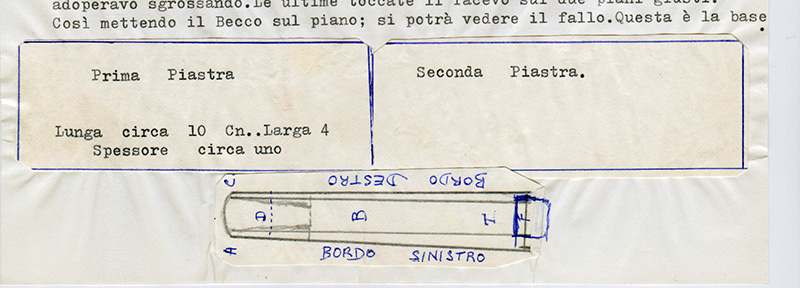 adoperavo sgrossando.Le ultime toccate il facevo sui due piani giusti.
Così mettendo il Becco sul piano; si potrà vedere il fallo.Questa è la base
Prima Piastra
Lunga circa 10 Cn..Larga 4
Spessore circa uno
Seconda Piastra.
C BORDO DESTRO
D B I F
A BORDO SINISTRO